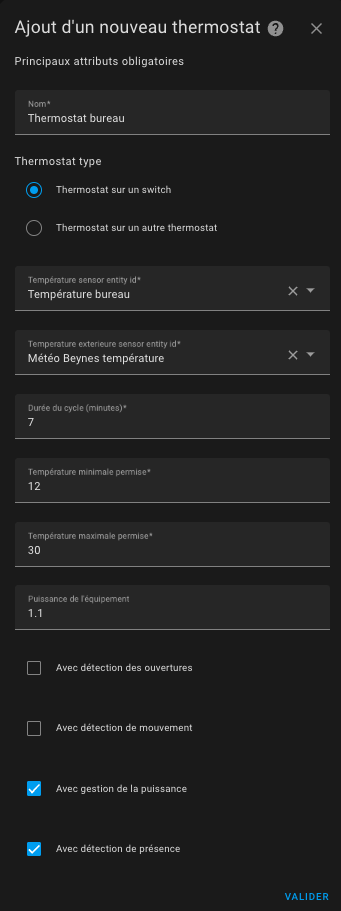 Ajout d'un nouveau thermostat
Principaux attributs obligatoires
Nom*
Thermostat bureau
Thermostat type
Thermostat sur un switch
Thermostat sur un autre thermostat
Température sensor entity id*
Température bureau
Temperature exterieure sensor entity id*
Météo Beynes température
Durée du cycle (minutes)*
7
Température minimale permise*
12
Température maximale permise*
30
Puissance de l'équipement
1.1
Avec détection des ouvertures
Avec détection de mouvement
Avec gestion de la puissance
Avec détection de présence
VALIDER